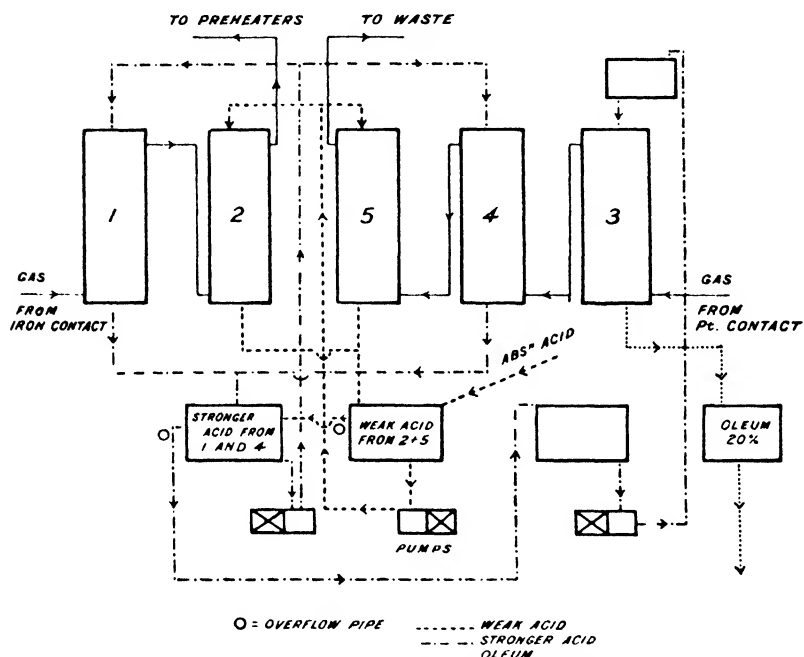 TO PREHEATERS
TO WASTE
1
2
5
4
3
GAS
FROM
IRON CONTACT
GAS
FROM
Pt. CONTACT
ABSⁿ ACID
STRONGER
ACID FROM
1 AND 4
WEAK ACID
FROM 2+5
OLEUM
20%
PUMPS
O = OVERFLOW PIPE
WEAK ACID
STRONGER ACID
OLEUM